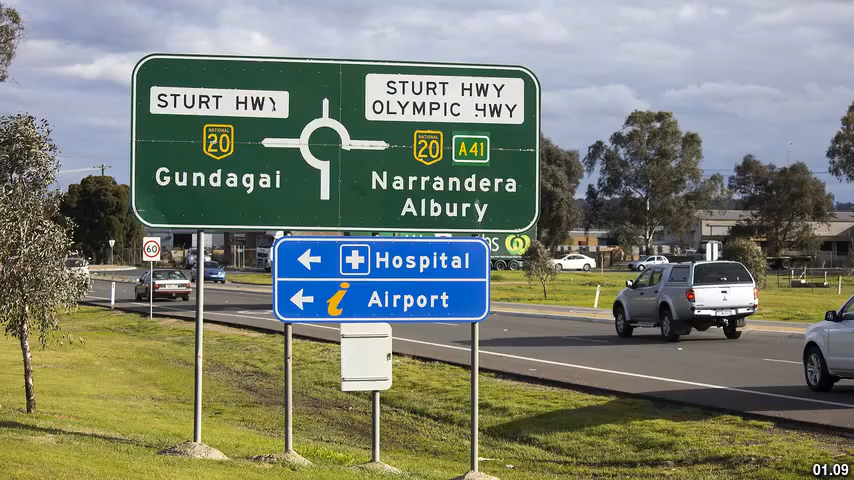 STURT HWY
NATIONAL
20
Gundagai
STURT HWY
OLYMPIC HWY
NATIONAL
20
A41
Narrandera
Albury
60
Hospital
i Airport
01.09